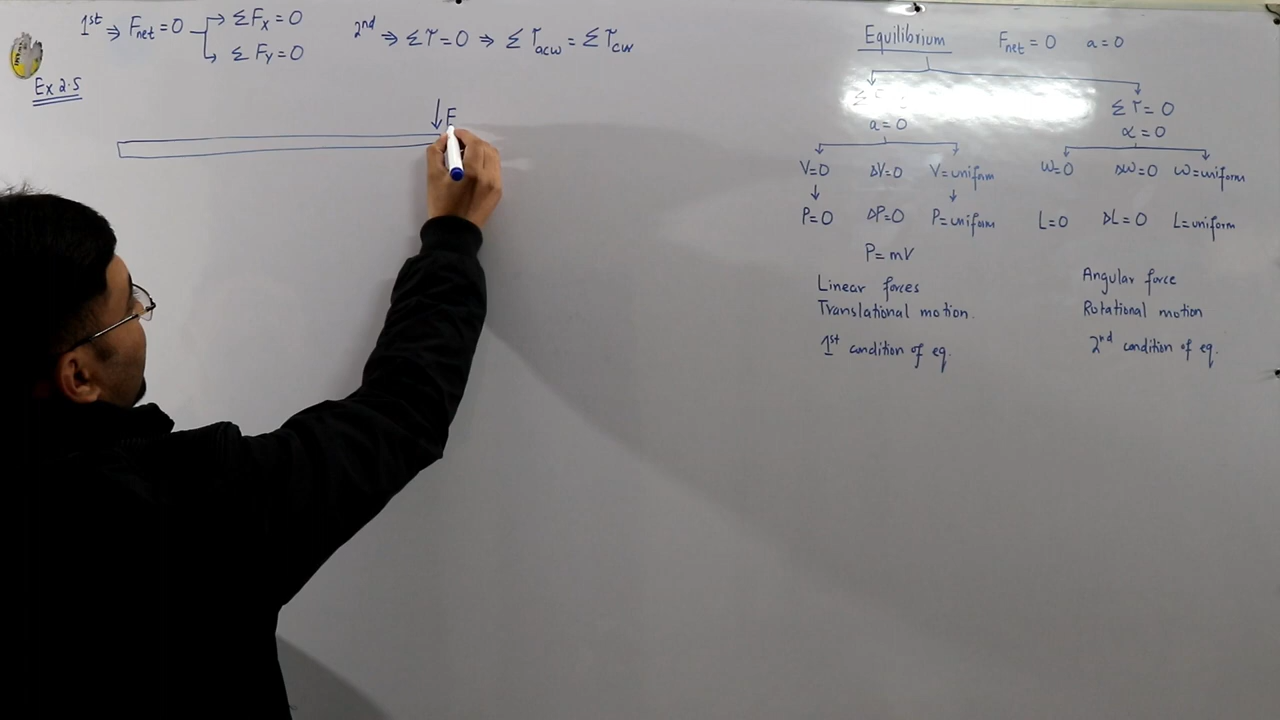 1st ⇒ Fnet=0 → ΣFx=0
→ ΣFy=0
2nd ⇒ Στ=0 ⇒ Στacw = Στcw
Ex 2.5
↓F
Equilibrium Fnet=0 a=0
a=0
Στ=0
α=0
V=0 ΔV=0 V=uniform
↓ ↓
P=0 ΔP=0 P=uniform
P=mV
Linear forces
Translational motion.
1st condition of eq.
ω=0 Δω=0 ω=uniform
L=0 ΔL=0 L=uniform
Angular force
Rotational motion
2nd condition of eq.